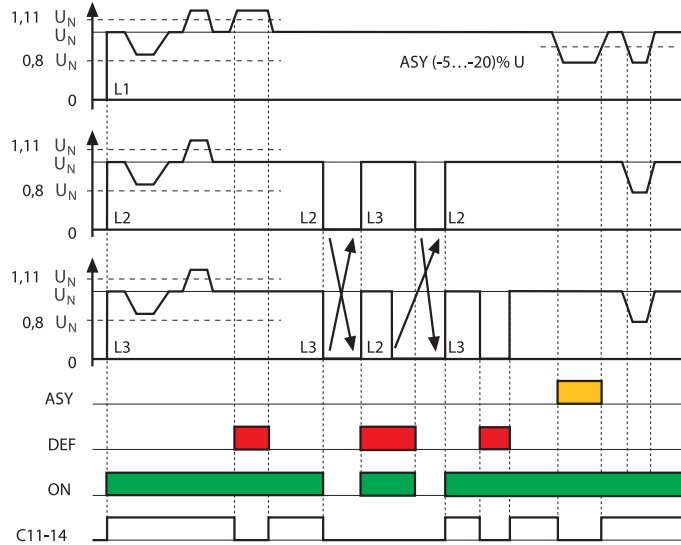 1,11 U_N
U_N
0,8 U_N
ASY (-5...-20)% U
0
L1
1,11 U_N
U_N
0,8 U_N
0
L2 L2 L3 L2
1,11 U_N
U_N
0,8 U_N
0
L3 L3 L2 L3
ASY
DEF
ON
C11-14